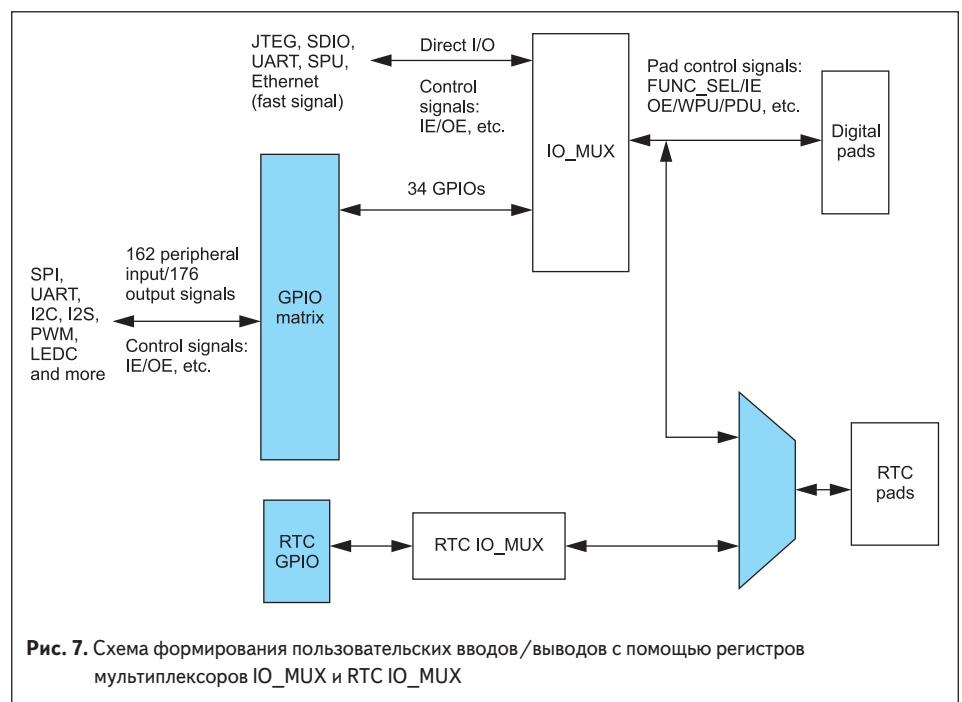 JTEG, SDIO,
UART, SPU,
Ethernet
(fast signal)
Direct I/O
Control
signals:
IE/OE, etc.
IO_MUX
Pad control signals:
FUNC_SEL/IE
OE/WPU/PDU, etc.
Digital
pads
34 GPIOs
SPI,
UART,
I2C, I2S,
PWM,
LEDC
and more
162 peripheral
input/176
output signals
Control signals:
IE/OE, etc.
GPIO
matrix
RTC
GPIO
RTC IO_MUX
RTC
pads
Рис. 7. Схема формирования пользовательских вводов/выводов с помощью регистров
мультиплексоров IO_MUX и RTC IO_MUX